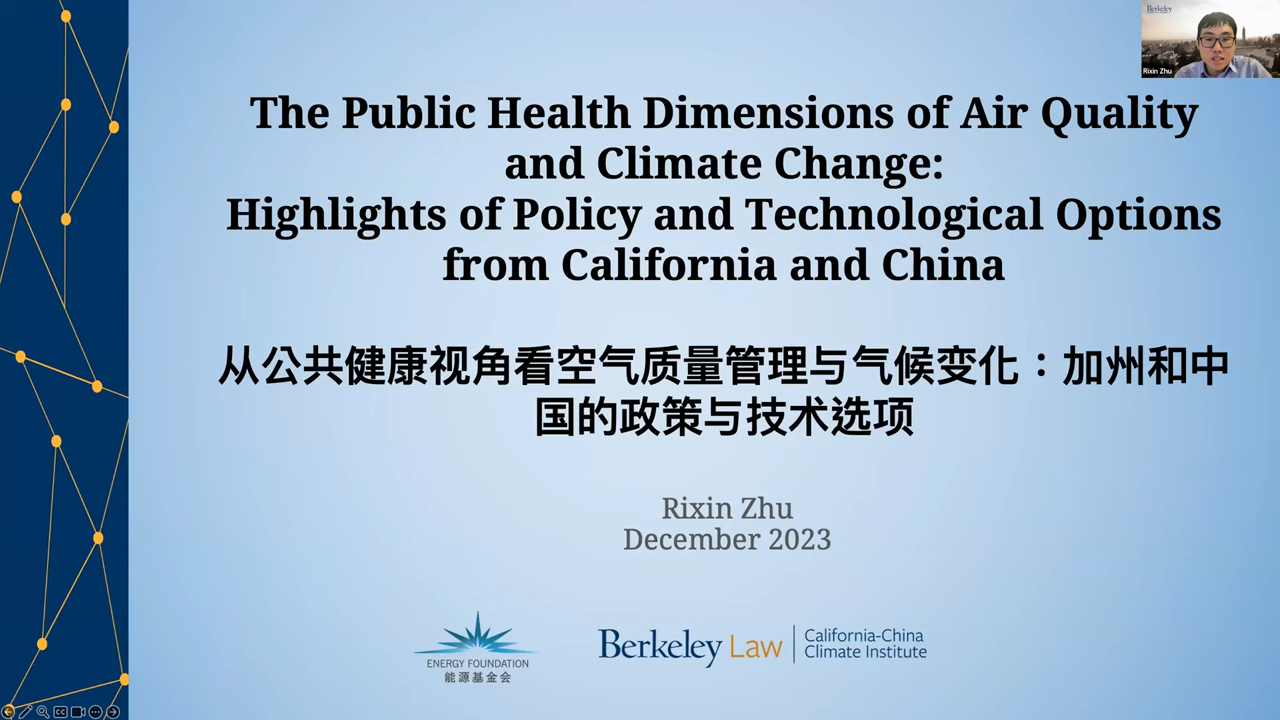 Berkeley
Rixin Zhu
The Public Health Dimensions of Air Quality
and Climate Change:
Highlights of Policy and Technological Options
from California and China
从公共健康视角看空气质量管理与气候变化：加州和中
国的政策与技术选项
Rixin Zhu
December 2023
ENERGY FOUNDATION
能源基金会
Berkeley Law
California-China
Climate Institute
CC